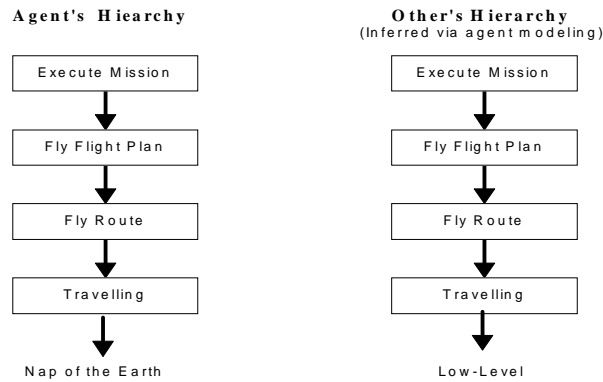 Agent's Hiearchy
Execute Mission
Fly Flight Plan
Fly Route
Travelling
Nap of the Earth
Other's Hierarchy
(Inferred via agent modeling)
Execute Mission
Fly Flight Plan
Fly Route
Travelling
Low-Level